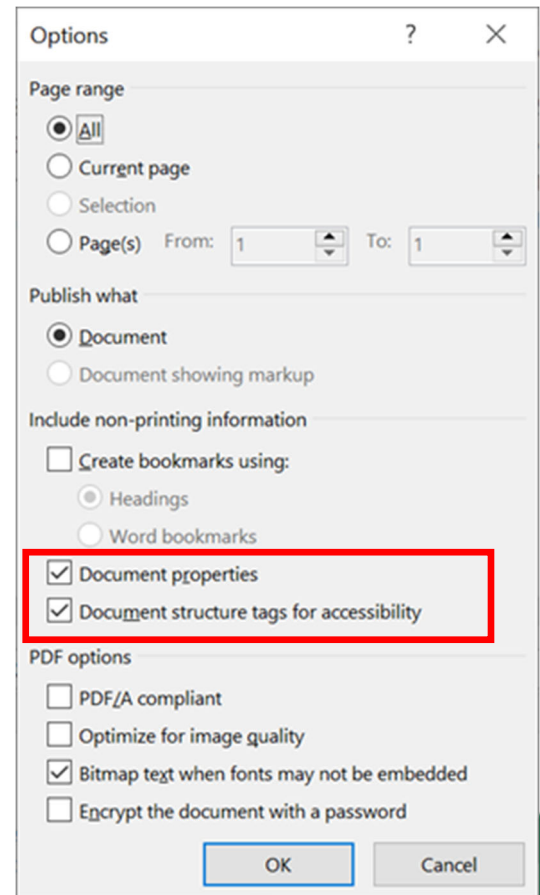 Options ?
Page range
All
Current page
Selection
Page(s) From: 1 To: 1
Publish what
Document
Document showing markup
Include non-printing information
Create bookmarks using:
Headings
Word bookmarks
Document properties
Document structure tags for accessibility
PDF options
PDF/A compliant
Optimize for image quality
Bitmap text when fonts may not be embedded
Encrypt the document with a password
OK Cancel